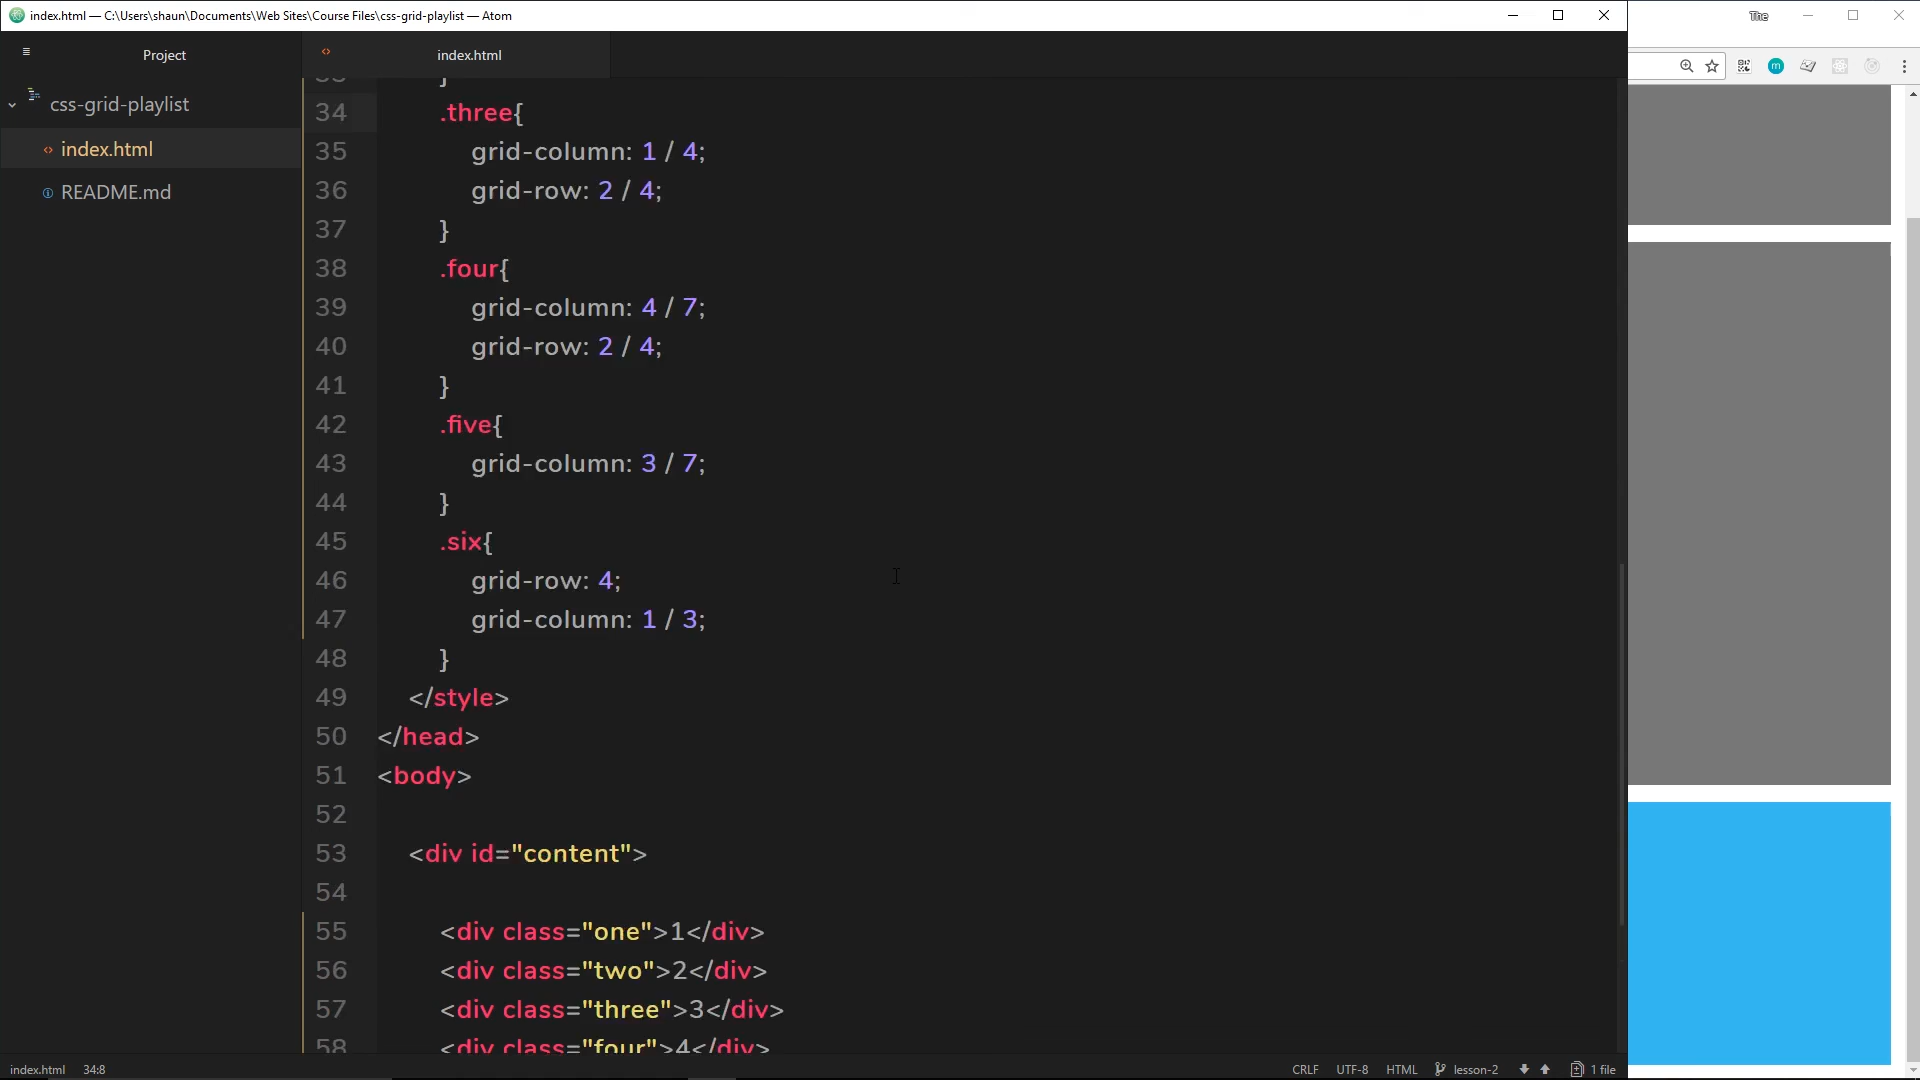 index.html — C:\Users\shaun\Documents\Web Sites\Course Files\css-grid-playlist — Atom
The
Project
index.html
css-grid-playlist
index.html
README.md
34 .three{
35 grid-column: 1 / 4;
36 grid-row: 2 / 4;
37 }
38 .four{
39 grid-column: 4 / 7;
40 grid-row: 2 / 4;
41 }
42 .five{
43 grid-column: 3 / 7;
44 }
45 .six{
46 grid-row: 4;
47 grid-column: 1 / 3;
48 }
49 </style>
50 </head>
51 <body>
52
53 <div id="content">
54
55 <div class="one">1</div>
56 <div class="two">2</div>
57 <div class="three">3</div>
58 <div class="four">4</div>
index.html 34:8 CRLF UTF-8 HTML lesson-2 1 file